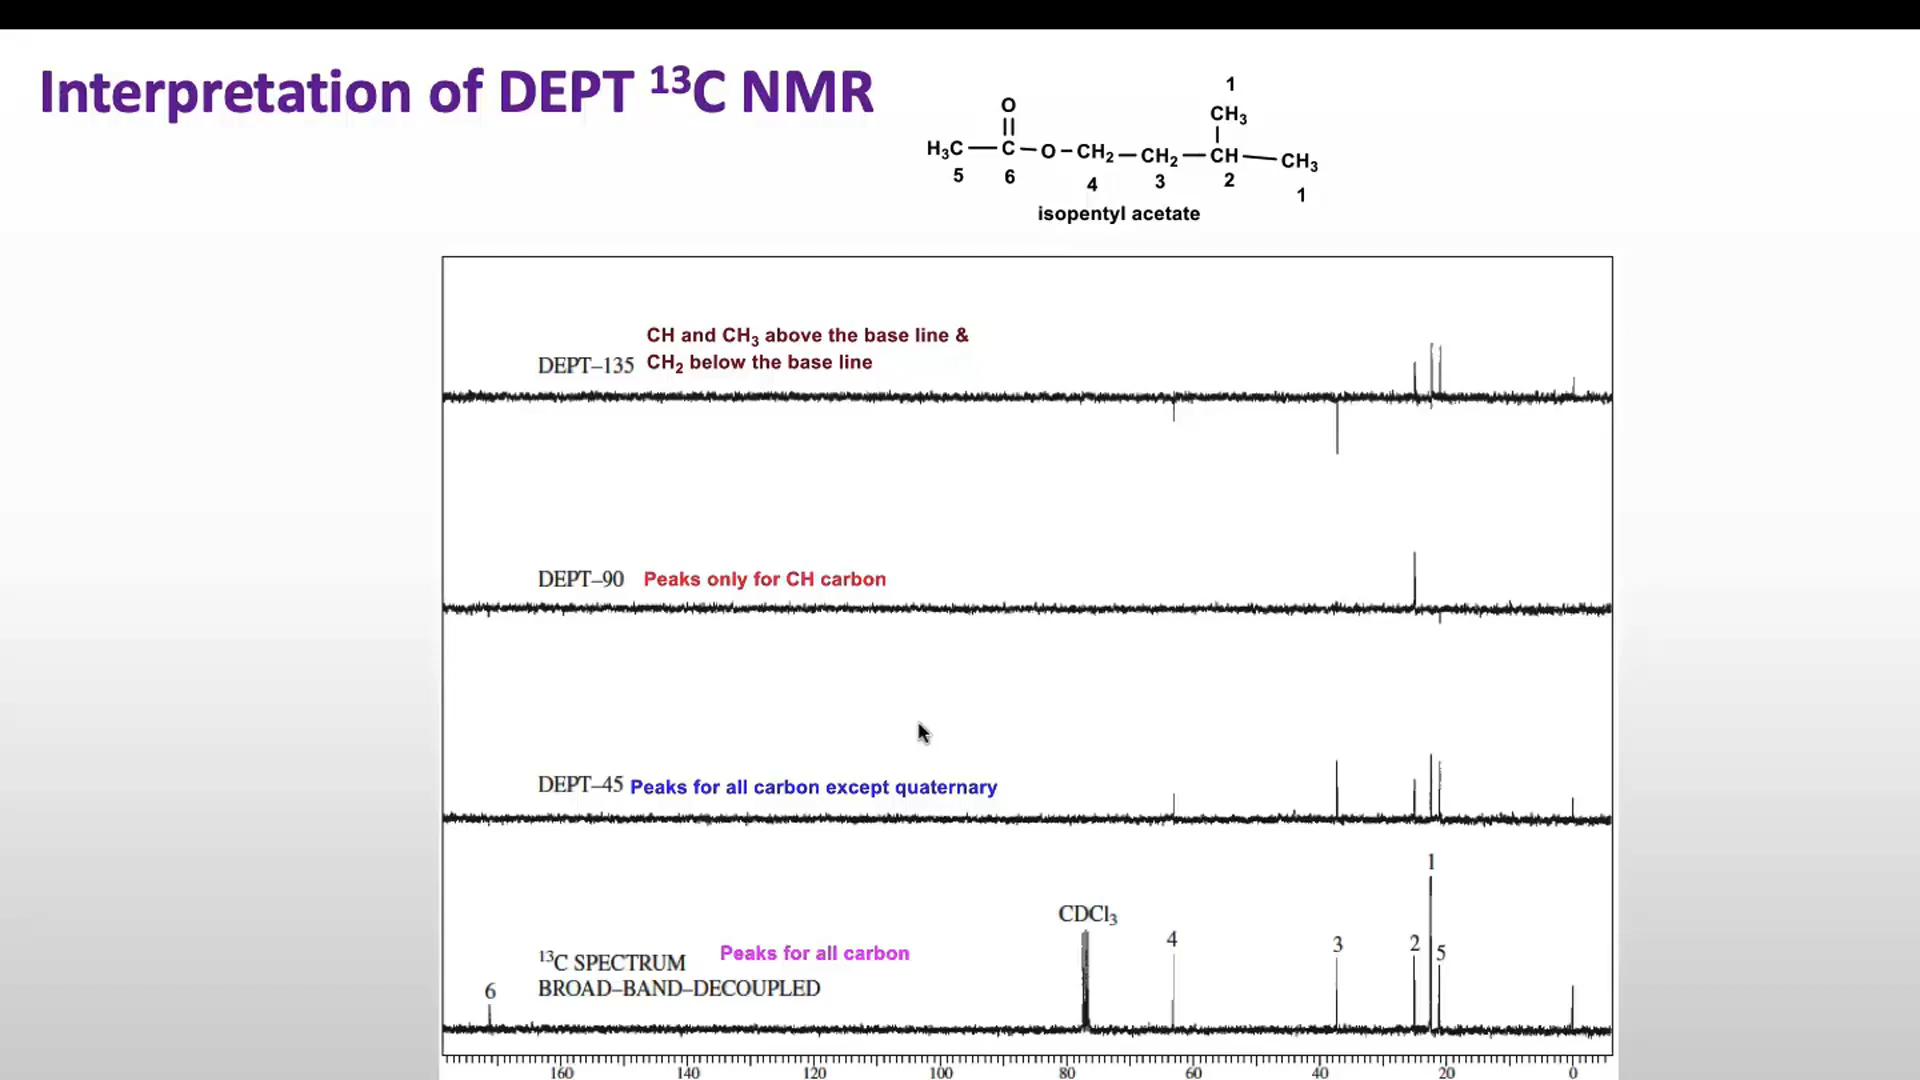 Interpretation of DEPT ¹³C NMR
1
CH₃
O
H₃C — C – O – CH₂ — CH₂ — CH — CH₃
5 6 4 3 2 1
isopentyl acetate
CH and CH₃ above the base line &
DEPT–135 CH₂ below the base line
DEPT–90 Peaks only for CH carbon
DEPT–45 Peaks for all carbon except quaternary
1
CDCl₃
4 3 2 5
¹³C SPECTRUM Peaks for all carbon
6 BROAD–BAND–DECOUPLED
160 140 120 100 80 60 40 20 0